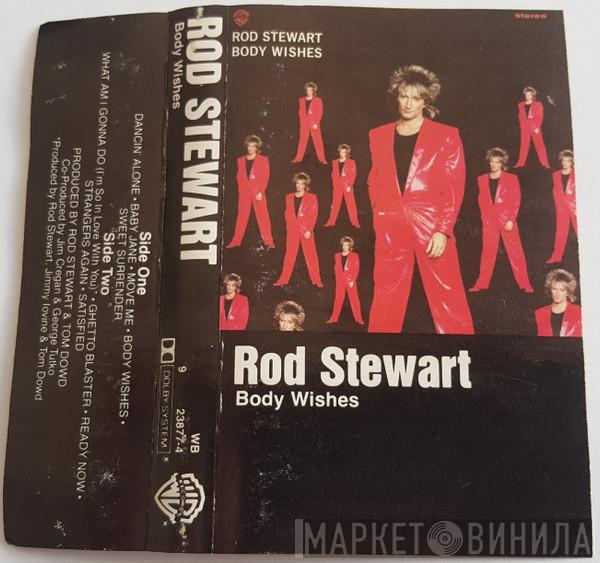 ROD STEWART
BODY WISHES
stereo
Rod Stewart
Body Wishes
ROD STEWART
Body Wishes
DOLBY SYSTEM
9
23877-4
WB
Side One
DANCIN' ALONE • BABY JANE • MOVE ME • BODY WISHES •
SWEET SURRENDER
Side Two
WHAT AM I GONNA DO (I'm So In Love With You)* • GHETTO BLASTER • READY NOW •
STRANGERS AGAIN • SATISFIED
PRODUCED BY ROD STEWART & TOM DOWD
Co-Produced by Jim Cregan & George Tutko
*Produced by Rod Stewart, Jimmy Iovine & Tom Dowd
МАРКЕТ ВИНИЛА